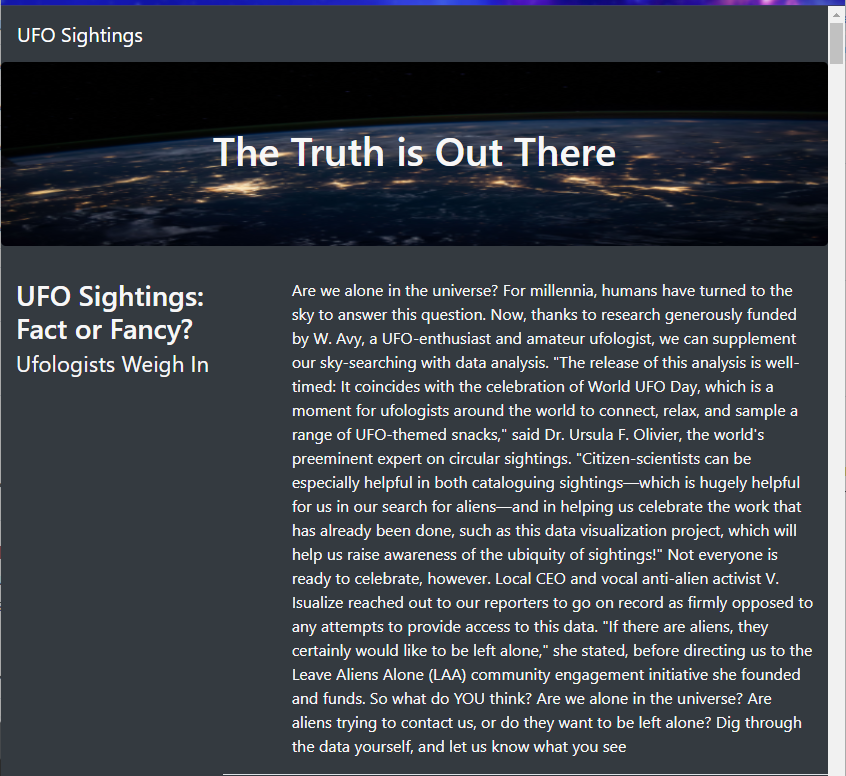 UFO Sightings
The Truth is Out There
UFO Sightings:
Fact or Fancy?
Ufologists Weigh In
Are we alone in the universe? For millennia, humans have turned to the
sky to answer this question. Now, thanks to research generously funded
by W. Avy, a UFO-enthusiast and amateur ufologist, we can supplement
our sky-searching with data analysis. "The release of this analysis is well-
timed: It coincides with the celebration of World UFO Day, which is a
moment for ufologists around the world to connect, relax, and sample a
range of UFO-themed snacks," said Dr. Ursula F. Olivier, the world's
preeminent expert on circular sightings. "Citizen-scientists can be
especially helpful in both cataloguing sightings—which is hugely helpful
for us in our search for aliens—and in helping us celebrate the work that
has already been done, such as this data visualization project, which will
help us raise awareness of the ubiquity of sightings!" Not everyone is
ready to celebrate, however. Local CEO and vocal anti-alien activist V.
Isualize reached out to our reporters to go on record as firmly opposed to
any attempts to provide access to this data. "If there are aliens, they
certainly would like to be left alone," she stated, before directing us to the
Leave Aliens Alone (LAA) community engagement initiative she founded
and funds. So what do YOU think? Are we alone in the universe? Are
aliens trying to contact us, or do they want to be left alone? Dig through
the data yourself, and let us know what you see